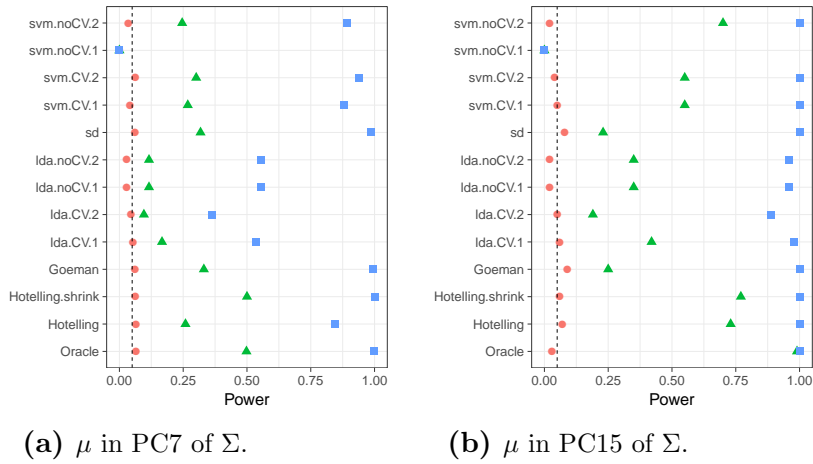 svm.noCV.2
svm.noCV.1
svm.CV.2
svm.CV.1
sd
lda.noCV.2
lda.noCV.1
lda.CV.2
lda.CV.1
Goeman
Hotelling.shrink
Hotelling
Oracle
0.00 0.25 0.50 0.75 1.00
Power
(a) μ in PC7 of Σ.
svm.noCV.2
svm.noCV.1
svm.CV.2
svm.CV.1
sd
lda.noCV.2
lda.noCV.1
lda.CV.2
lda.CV.1
Goeman
Hotelling.shrink
Hotelling
Oracle
0.00 0.25 0.50 0.75 1.00
Power
(b) μ in PC15 of Σ.